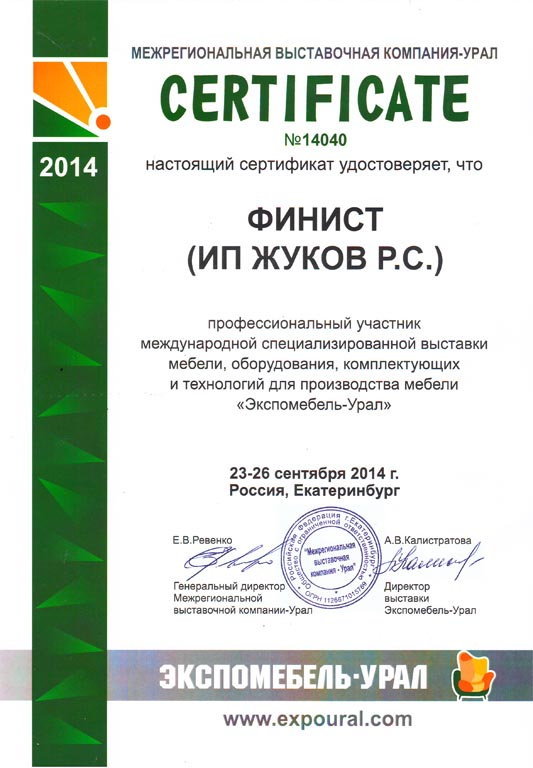 МЕЖРЕГИОНАЛЬНАЯ ВЫСТАВОЧНАЯ КОМПАНИЯ-УРАЛ
CERTIFICATE
№14040
2014
настоящий сертификат удостоверяет, что
ФИНИСТ
(ИП ЖУКОВ Р.С.)
профессиональный участник
международной специализированной выставки
мебели, оборудования, комплектующих
и технологий для производства мебели
«Экспомебель-Урал»
23-26 сентября 2014 г.
Россия, Екатеринбург
Е.В.Ревенко
А.В.Калистратова
Российская Федерация г.Екатеринбург
Общество с ограниченной ответственностью
"Межрегиональная
выставочная
компания - Урал"
ОГРН 1126671015769
Генеральный директор
Межрегиональной
выставочной компании-Урал
Директор
выставки
Экспомебель-Урал
ЭКСПОМЕБЕЛЬ-УРАЛ
www.expoural.com